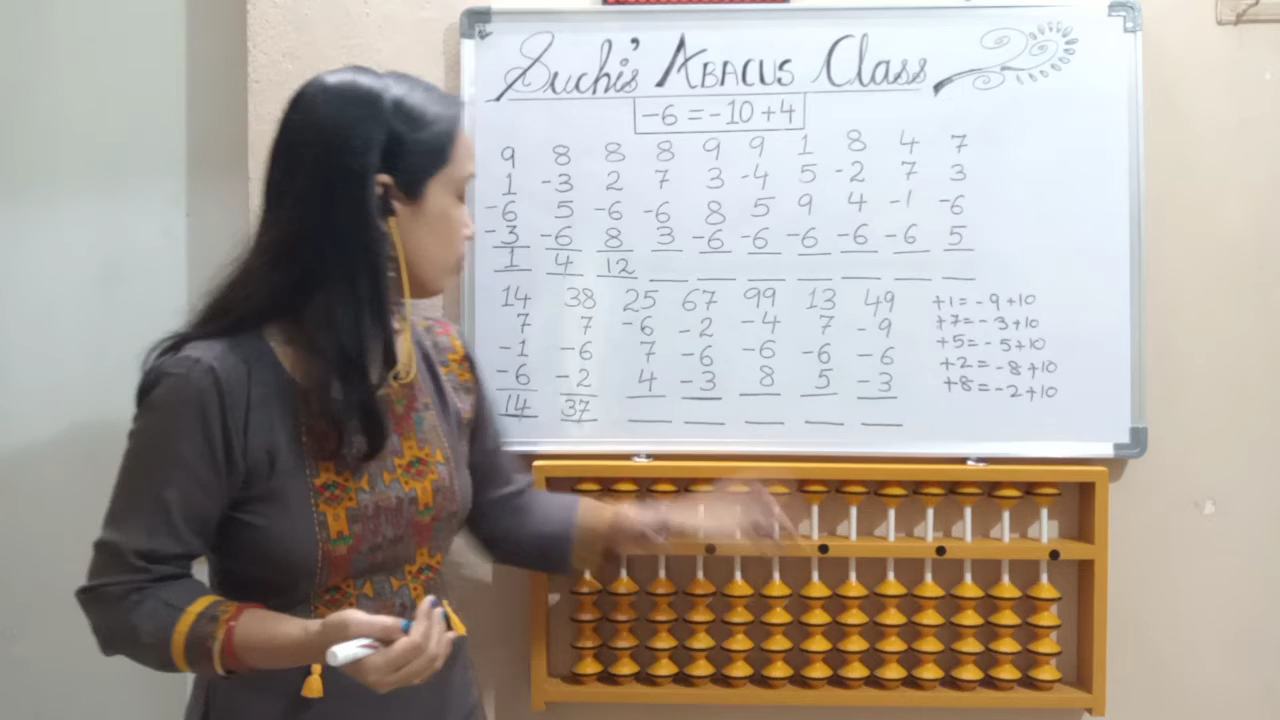 Suchi's ABACUS Class
-6 = -10 + 4
9 8 8 8 9 9 1 8 4 7
1 -3 2 7 3 -4 5 -2 7 3
-6 5 -6 -6 8 5 9 4 -1 -6
-3 -6 8 3 -6 -6 -6 -6 -6 5
1 4 12
14 38 25 67 99 13 49
7 7 -6 -2 -4 7 -9
-1 -6 7 -6 -6 -6 -6
-6 -2 4 -3 8 5 -3
14 37
+1 = -9 +10
+7 = -3 +10
+5 = -5 +10
+2 = -8 +10
+8 = -2 +10